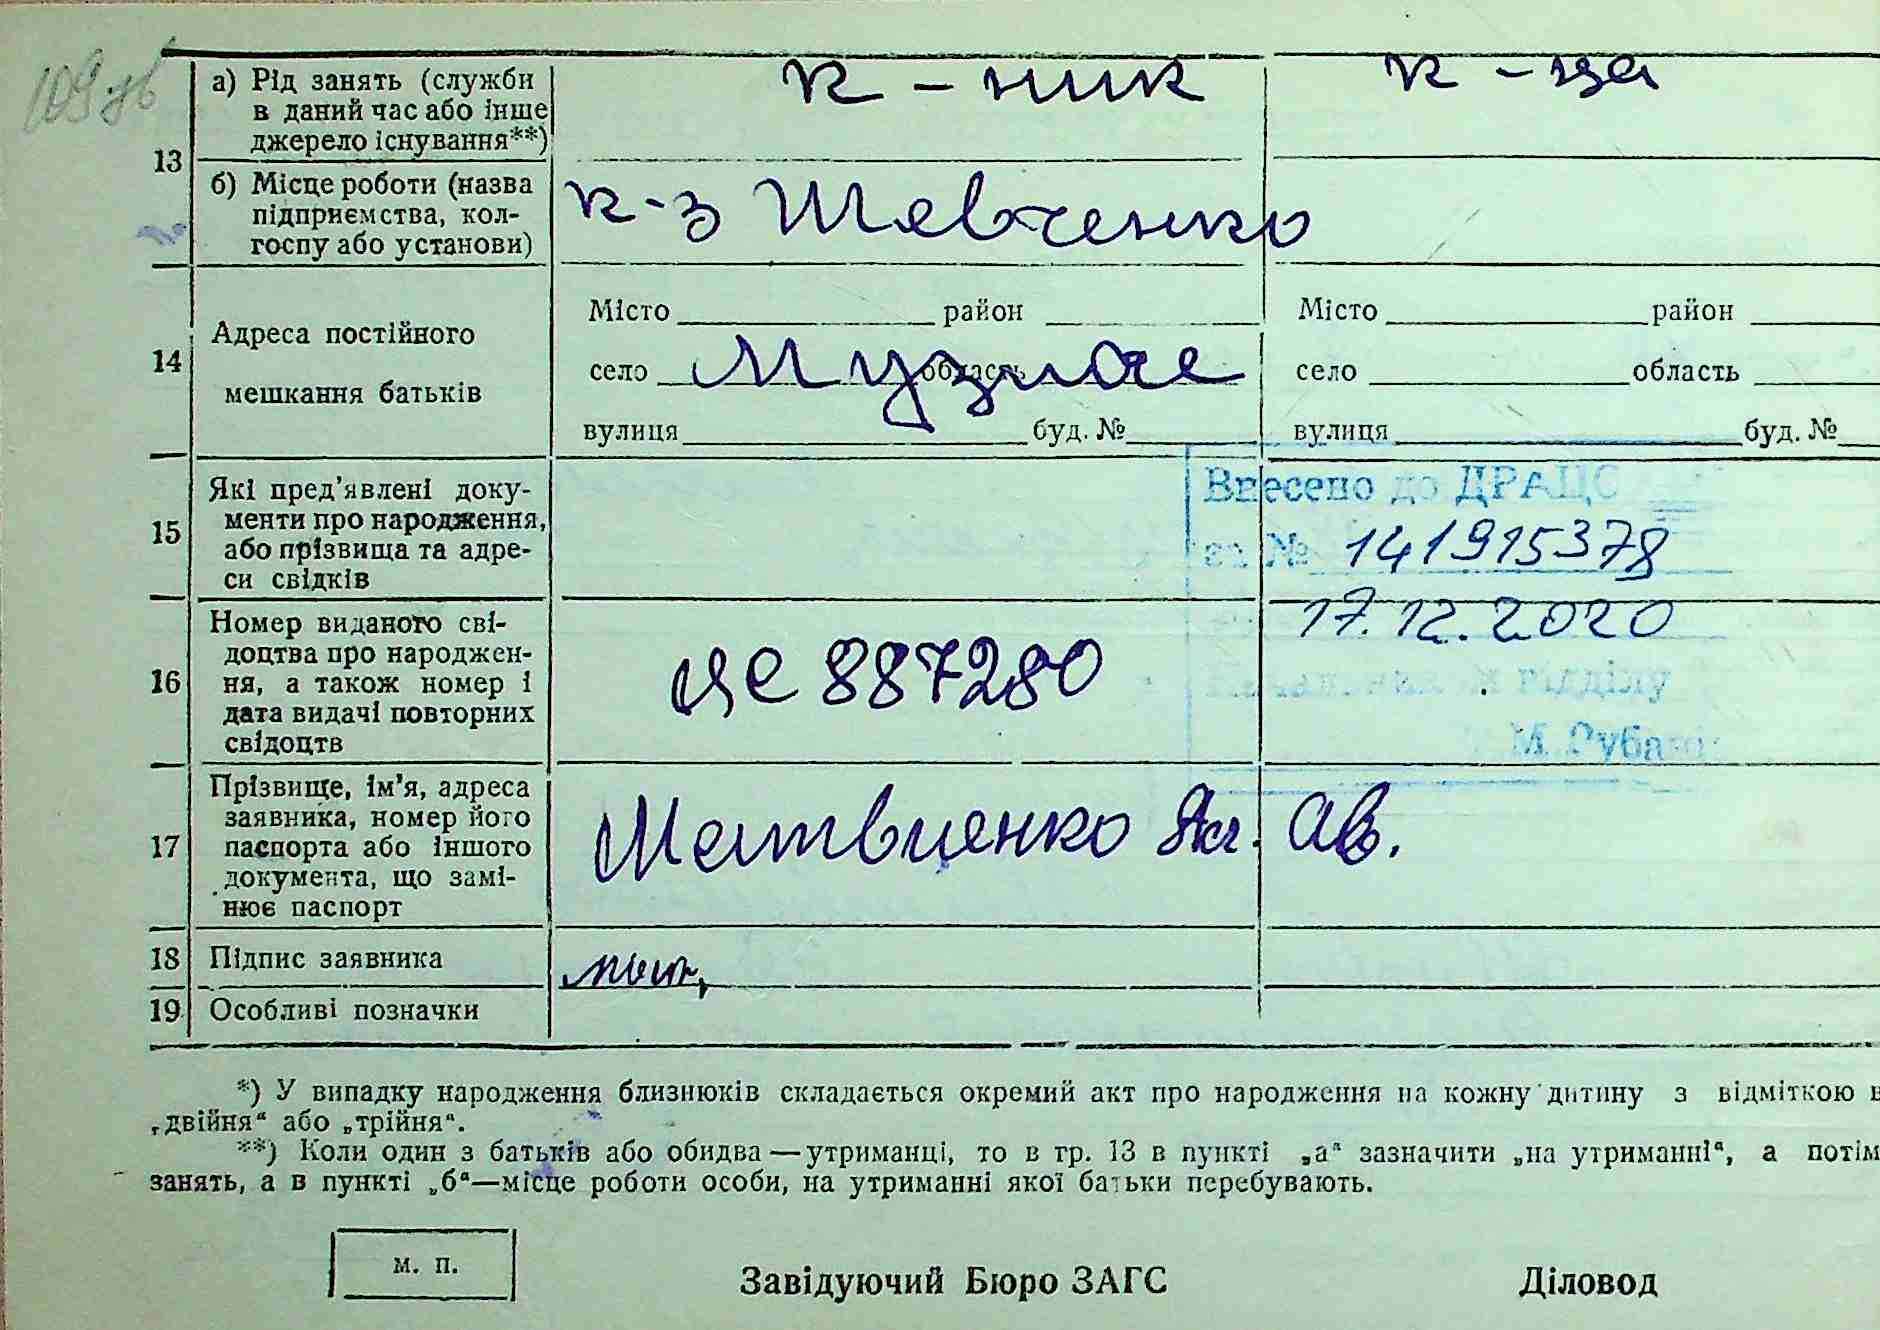 109 зв
13
а) Рід занять (служби
в даний час або інше
джерело існування**)
к - ник
к - ця
б) Місце роботи (назва
підприємства, кол-
госпу або установи)
к-з Шевченко
14
Адреса постійного
мешкання батьків
Місто район
село область
вулиця буд. №
Місто район
село область
вулиця буд. №
15
Які пред'явлені доку-
менти про народження,
або прізвища та адре-
си свідків
Внесено до ДРАЦС
за № 141915378
17.12.2020
відділу
16
Номер виданого сві-
доцтва про народжен-
ня, а також номер і
дата видачі повторних
свідоцтв
ЦС 887280
17
Прізвище, ім'я, адреса
заявника, номер його
паспорта або іншого
документа, що замі-
нює паспорт
Матвиенко Як. Ав.
18
Підпис заявника
19
Особливі позначки
*) У випадку народження близнюків складається окремий акт про народження на кожну дитину з відміткою в
„двійня“ або „трійня“.
**) Коли один з батьків або обидва—утриманці, то в гр. 13 в пункті „а“ зазначити „на утриманні“, а потім
занять, а в пункті „б“—місце роботи особи, на утриманні якої батьки перебувають.
м. п.
Завідуючий Бюро ЗАГС
Діловод